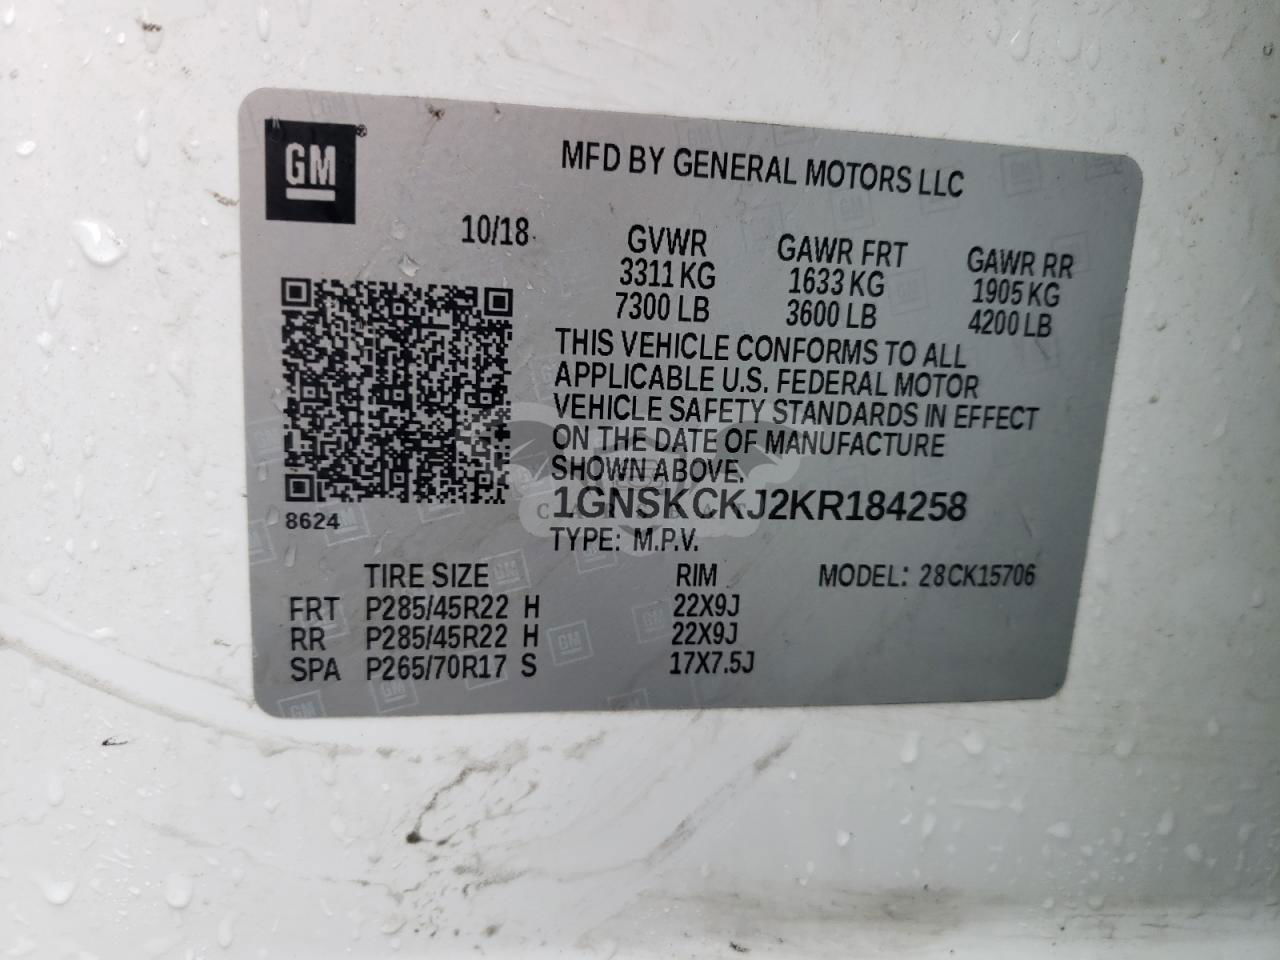 GM
MFD BY GENERAL MOTORS LLC
10/18
GVWR GAWR FRT GAWR RR
3311 KG 1633 KG 1905 KG
7300 LB 3600 LB 4200 LB
THIS VEHICLE CONFORMS TO ALL
APPLICABLE U.S. FEDERAL MOTOR
VEHICLE SAFETY STANDARDS IN EFFECT
ON THE DATE OF MANUFACTURE
SHOWN ABOVE.
1GNSKCKJ2KR184258
8624
TYPE: M.P.V.
TIRE SIZE RIM MODEL: 28CK15706
FRT P285/45R22 H 22X9J
RR P285/45R22 H 22X9J
SPA P265/70R17 S 17X7.5J